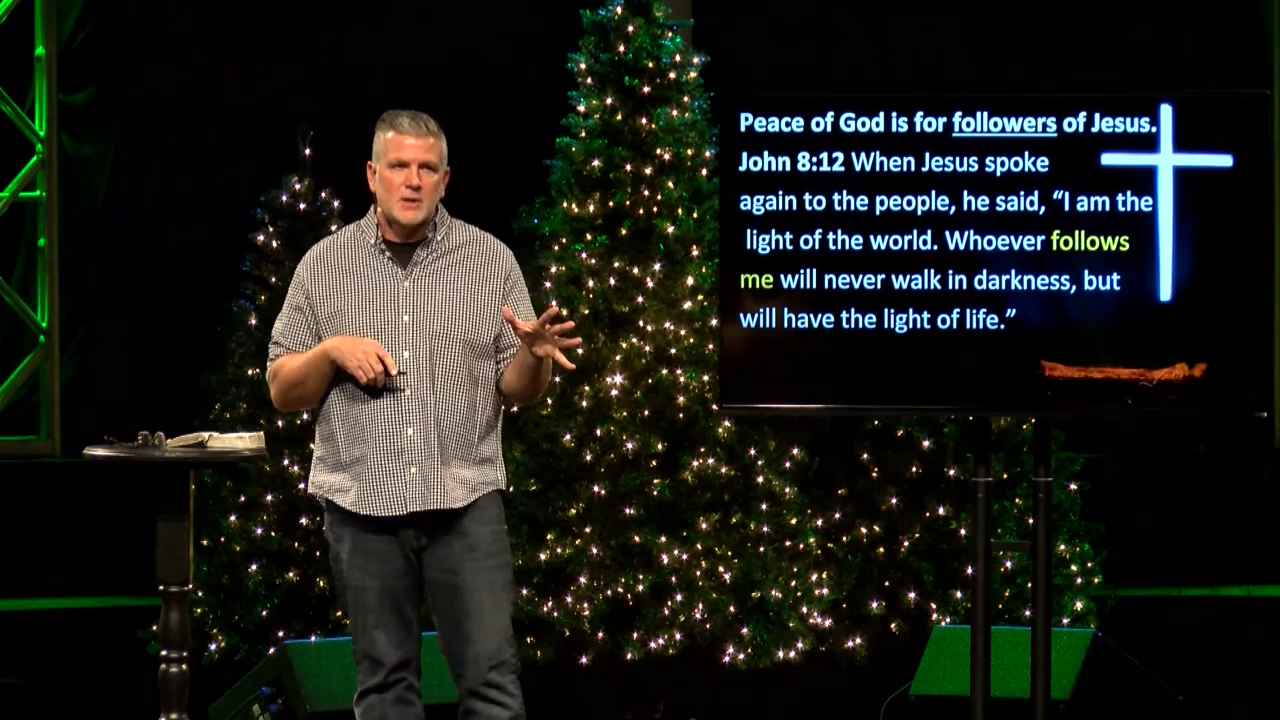 Peace of God is for followers of Jesus.
John 8:12 When Jesus spoke
again to the people, he said, “I am the
light of the world. Whoever follows
me will never walk in darkness, but
will have the light of life.”